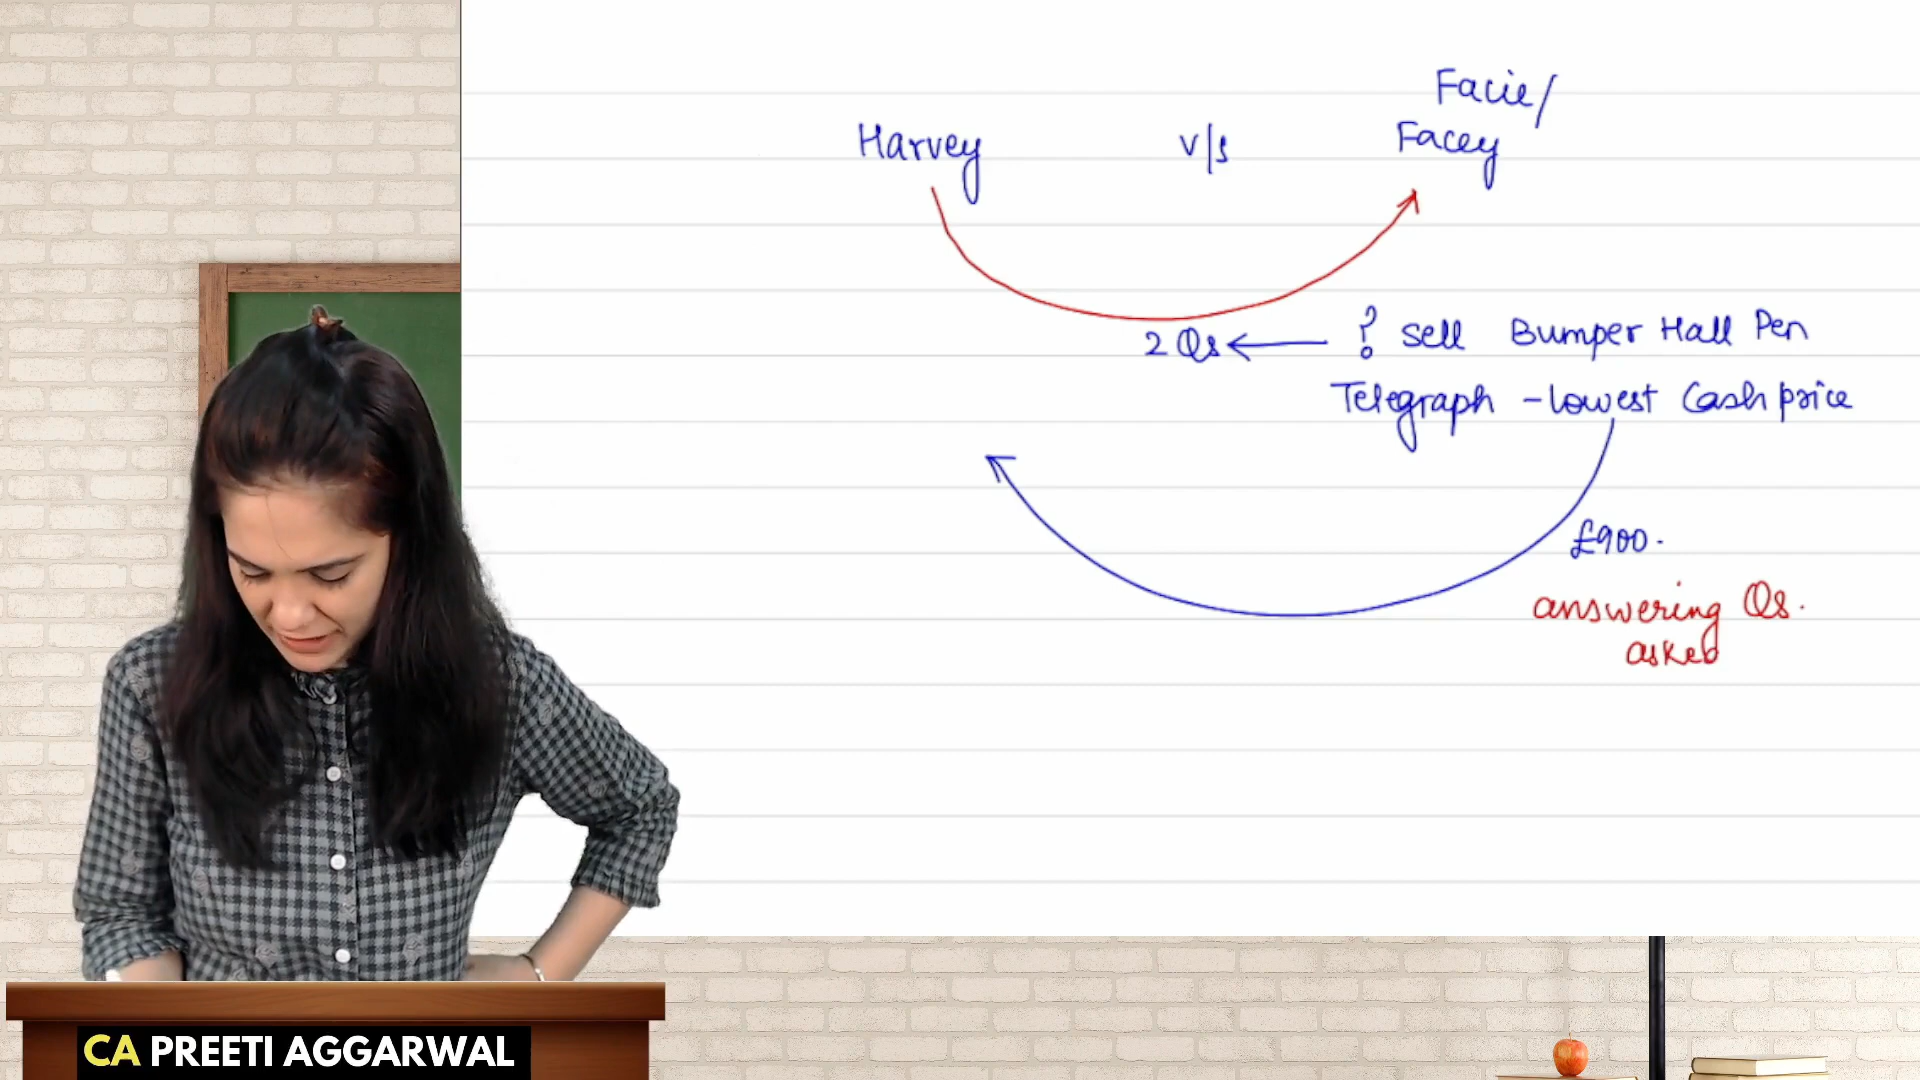 Facie/
Harvey v/s Facey
2 Qs ← ? Sell Bumper Hall Pen
Telegraph - lowest Cash price
£900.
answering Qs.
asked
CA PREETI AGGARWAL